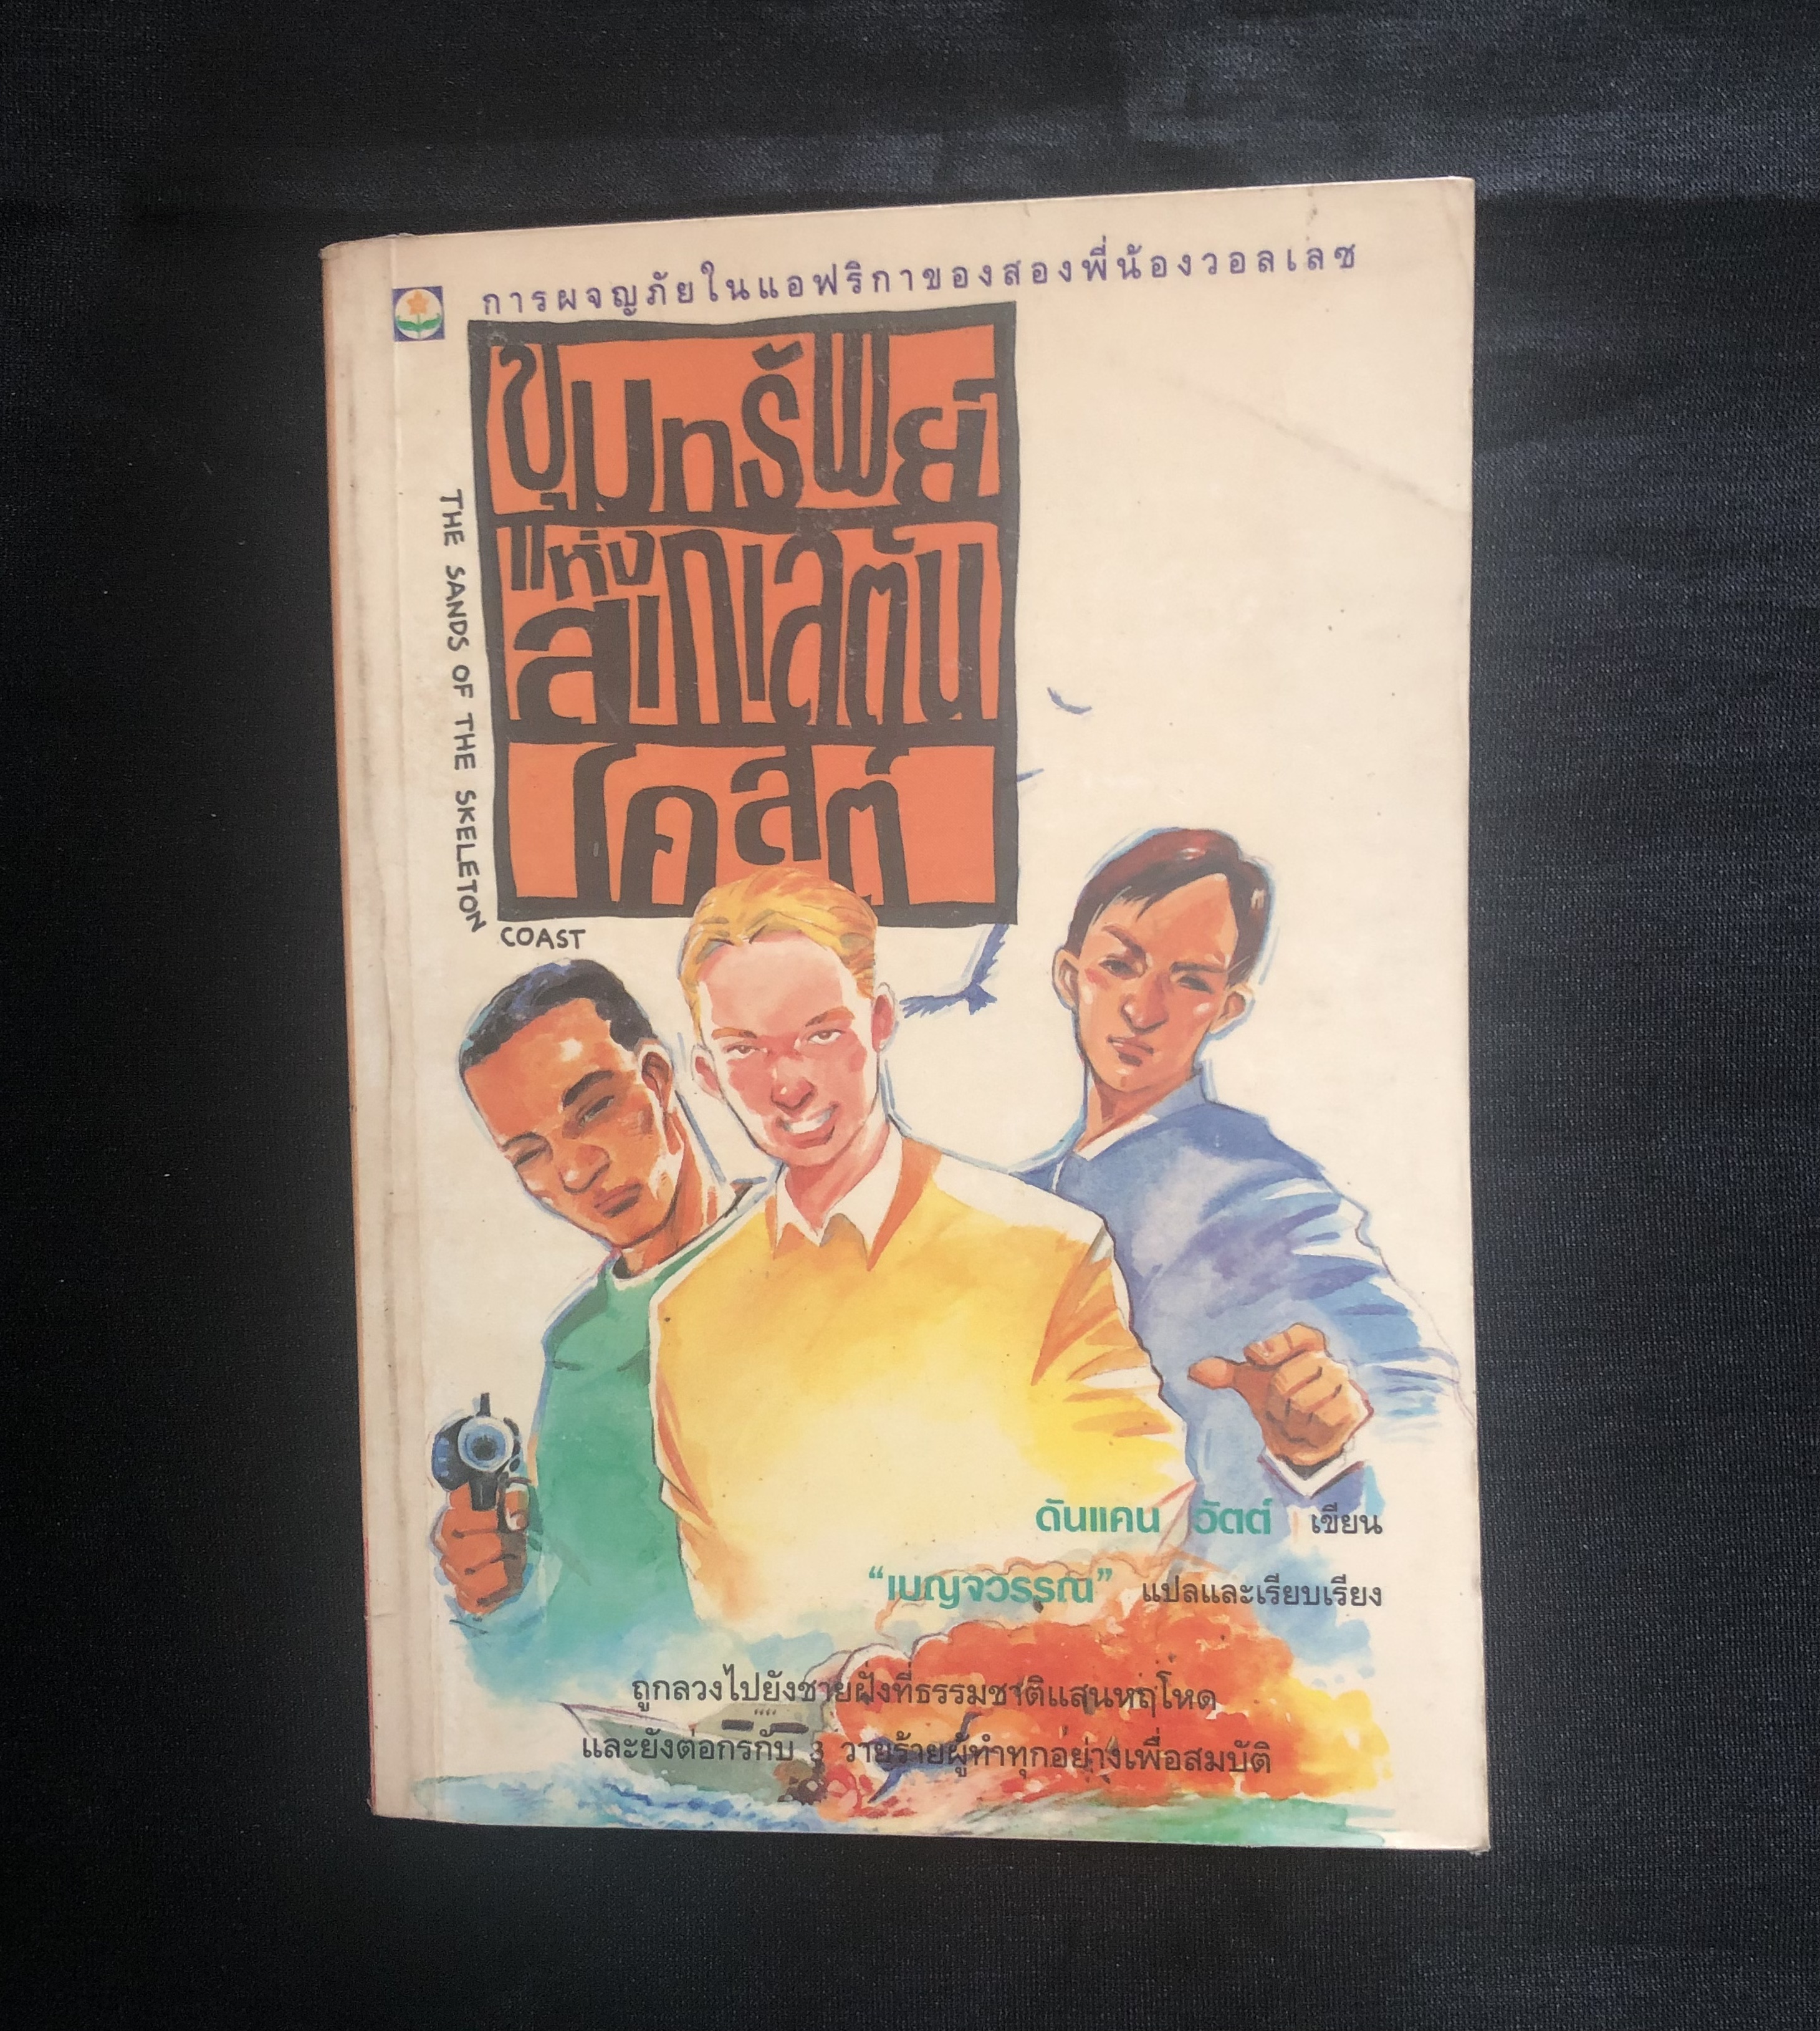 การผจญภัยในแอฟริกาของสองพี่น้องวอลเลซ
ขุมทรัพย์
แห่ง
สเกเลตัน
โคสต์
THE SANDS OF THE SKELETON
COAST
ดันแคน วัตต์ เขียน
“เบญจวรรณ” แปลและเรียบเรียง
ถูกลวงไปยังชายฝั่งที่ธรรมชาติแสนหฤโหด
และยังต่อกรกับ 3 วายร้ายผู้ทำทุกอย่างเพื่อสมบัติ